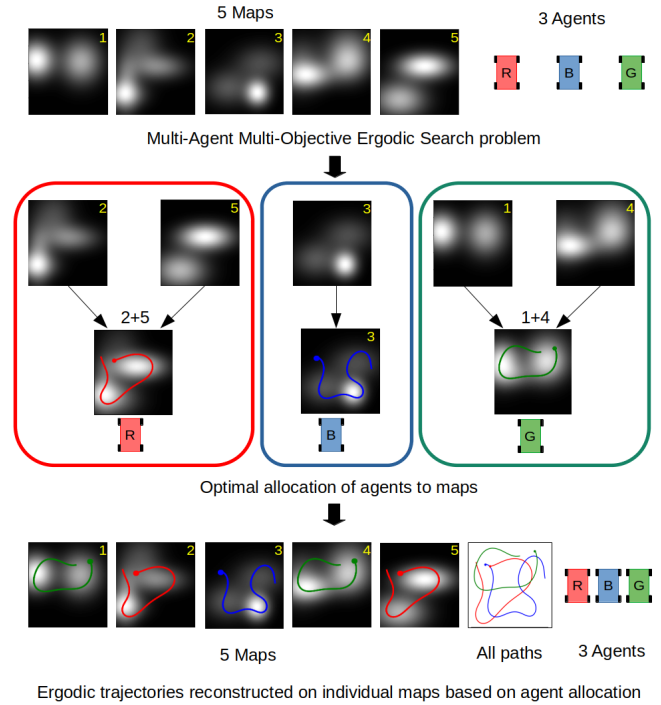 5 Maps
3 Agents
1
2
3
4
5
R
B
G
Multi-Agent Multi-Objective Ergodic Search problem
2
5
2+5
R
3
3
B
1
4
1+4
G
Optimal allocation of agents to maps
1
2
3
4
5
R
B
G
5 Maps
All paths
3 Agents
Ergodic trajectories reconstructed on individual maps based on agent allocation